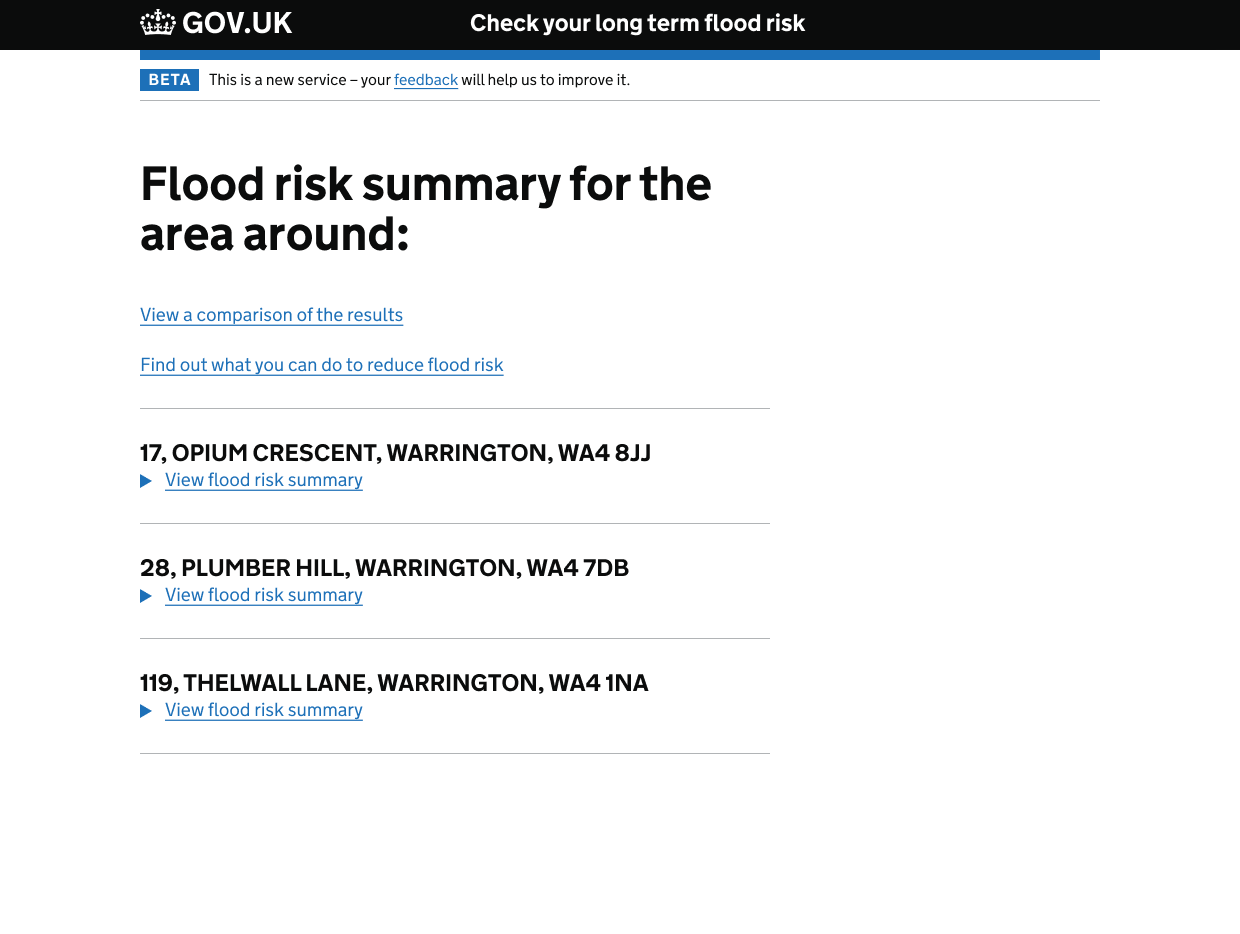 GOV.UK
Check your long term flood risk
BETA This is a new service – your feedback will help us to improve it.
Flood risk summary for the
area around:
View a comparison of the results
Find out what you can do to reduce flood risk
17, OPIUM CRESCENT, WARRINGTON, WA4 8JJ
View flood risk summary
28, PLUMBER HILL, WARRINGTON, WA4 7DB
View flood risk summary
119, THELWALL LANE, WARRINGTON, WA4 1NA
View flood risk summary